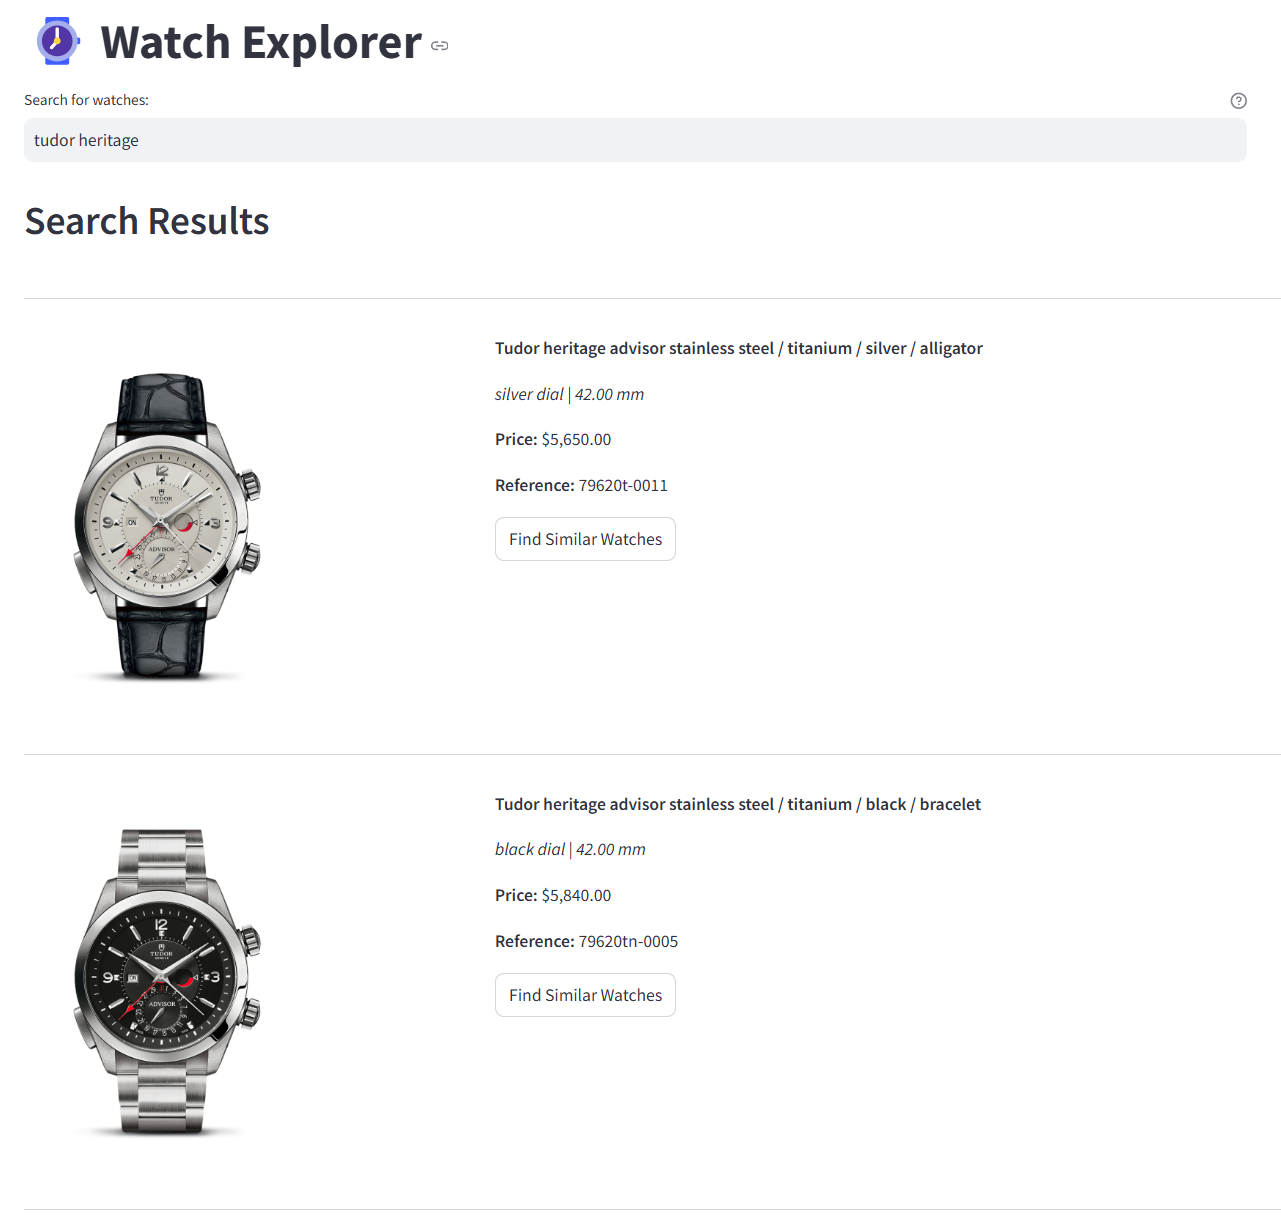 Watch Explorer
Search for watches:
tudor heritage
Search Results
Tudor heritage advisor stainless steel / titanium / silver / alligator
silver dial | 42.00 mm
Price: $5,650.00
Reference: 79620t-0011
Find Similar Watches
12
TUDOR
9
ON
3
ADVISOR
Tudor heritage advisor stainless steel / titanium / black / bracelet
black dial | 42.00 mm
Price: $5,840.00
Reference: 79620tn-0005
Find Similar Watches
12
TUDOR
9
3
ADVISOR